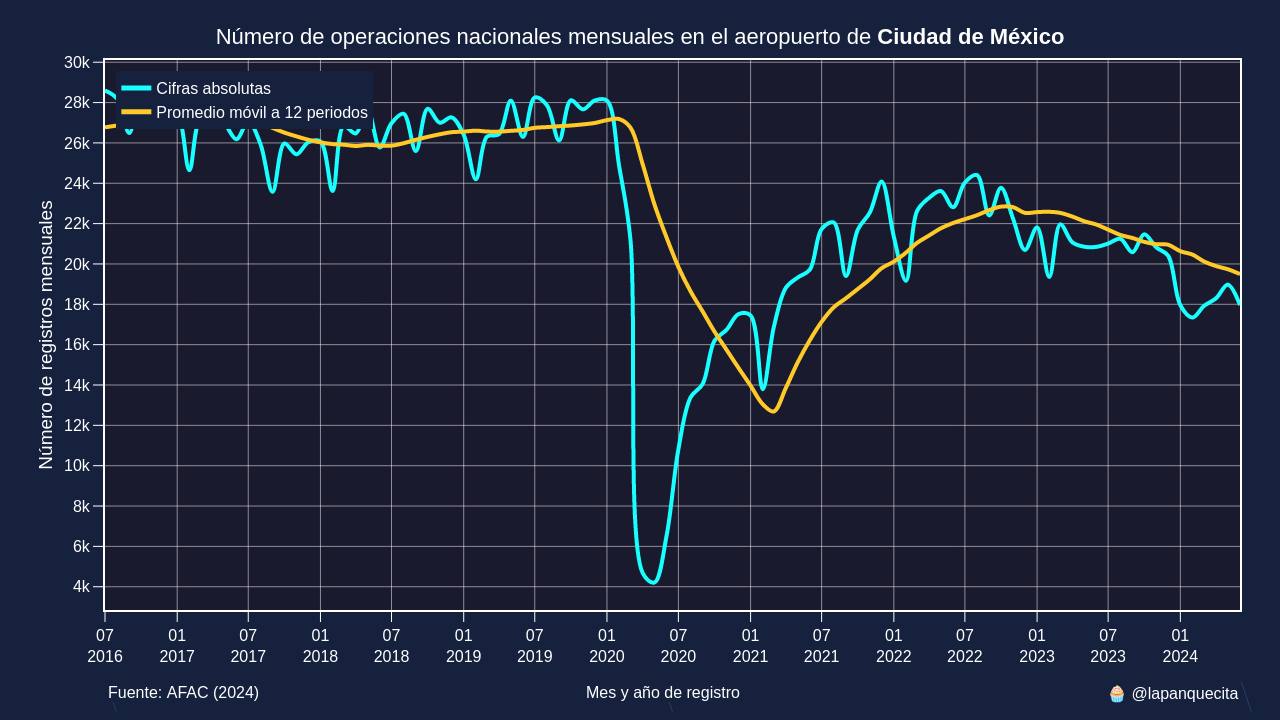 Número de operaciones nacionales mensuales en el aeropuerto de Ciudad de México
Cifras absolutas
Promedio móvil a 12 periodos
Número de registros mensuales
30k
28k
26k
24k
22k
20k
18k
16k
14k
12k
10k
8k
6k
4k
07 01 07 01 07 01 07 01 07 01 07 01 07 01 07 01
2016 2017 2017 2018 2018 2019 2019 2020 2020 2021 2021 2022 2022 2023 2023 2024
Fuente: AFAC (2024) Mes y año de registro 🧁 @lapanquecita